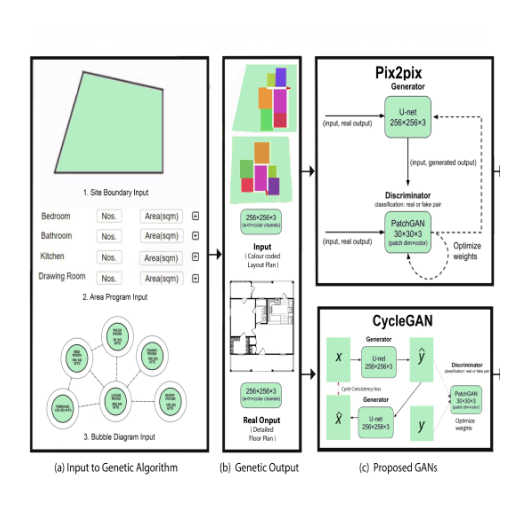 1. Site Boundary Input
Bedroom Nos. Area(sqm) +
Bathroom Nos. Area(sqm) +
Kitchen Nos. Area(sqm) +
Drawing Room Nos. Area(sqm) +
2. Area Program Input
3. Bubble Diagram Input
(a) Input to Genetic Algorithm
256×256×3
(w×h×color channels)
Input
( Colour coded
Layout Plan )
256×256×3
(w×h×color channels)
Real Onput
( Detailed
Floor Plan )
(b) Genetic Output
Pix2pix
Generator
U-net
256×256×3
(input, real output)
(input, generated output)
Discriminator
classification: real or fake pair
PatchGAN
30×30×3
(patch dim×color)
(input, real output)
Optimize
weights
CycleGAN
Generator
x
U-net
256×256×3
ŷ
Discriminator
classification: real or fake pair
Cycle Consistency loss
Generator
x̂
U-net
256×256×3
y
PatchGAN
30×30×3
(patch dim×color)
Optimize
weights
(c) Proposed GANs